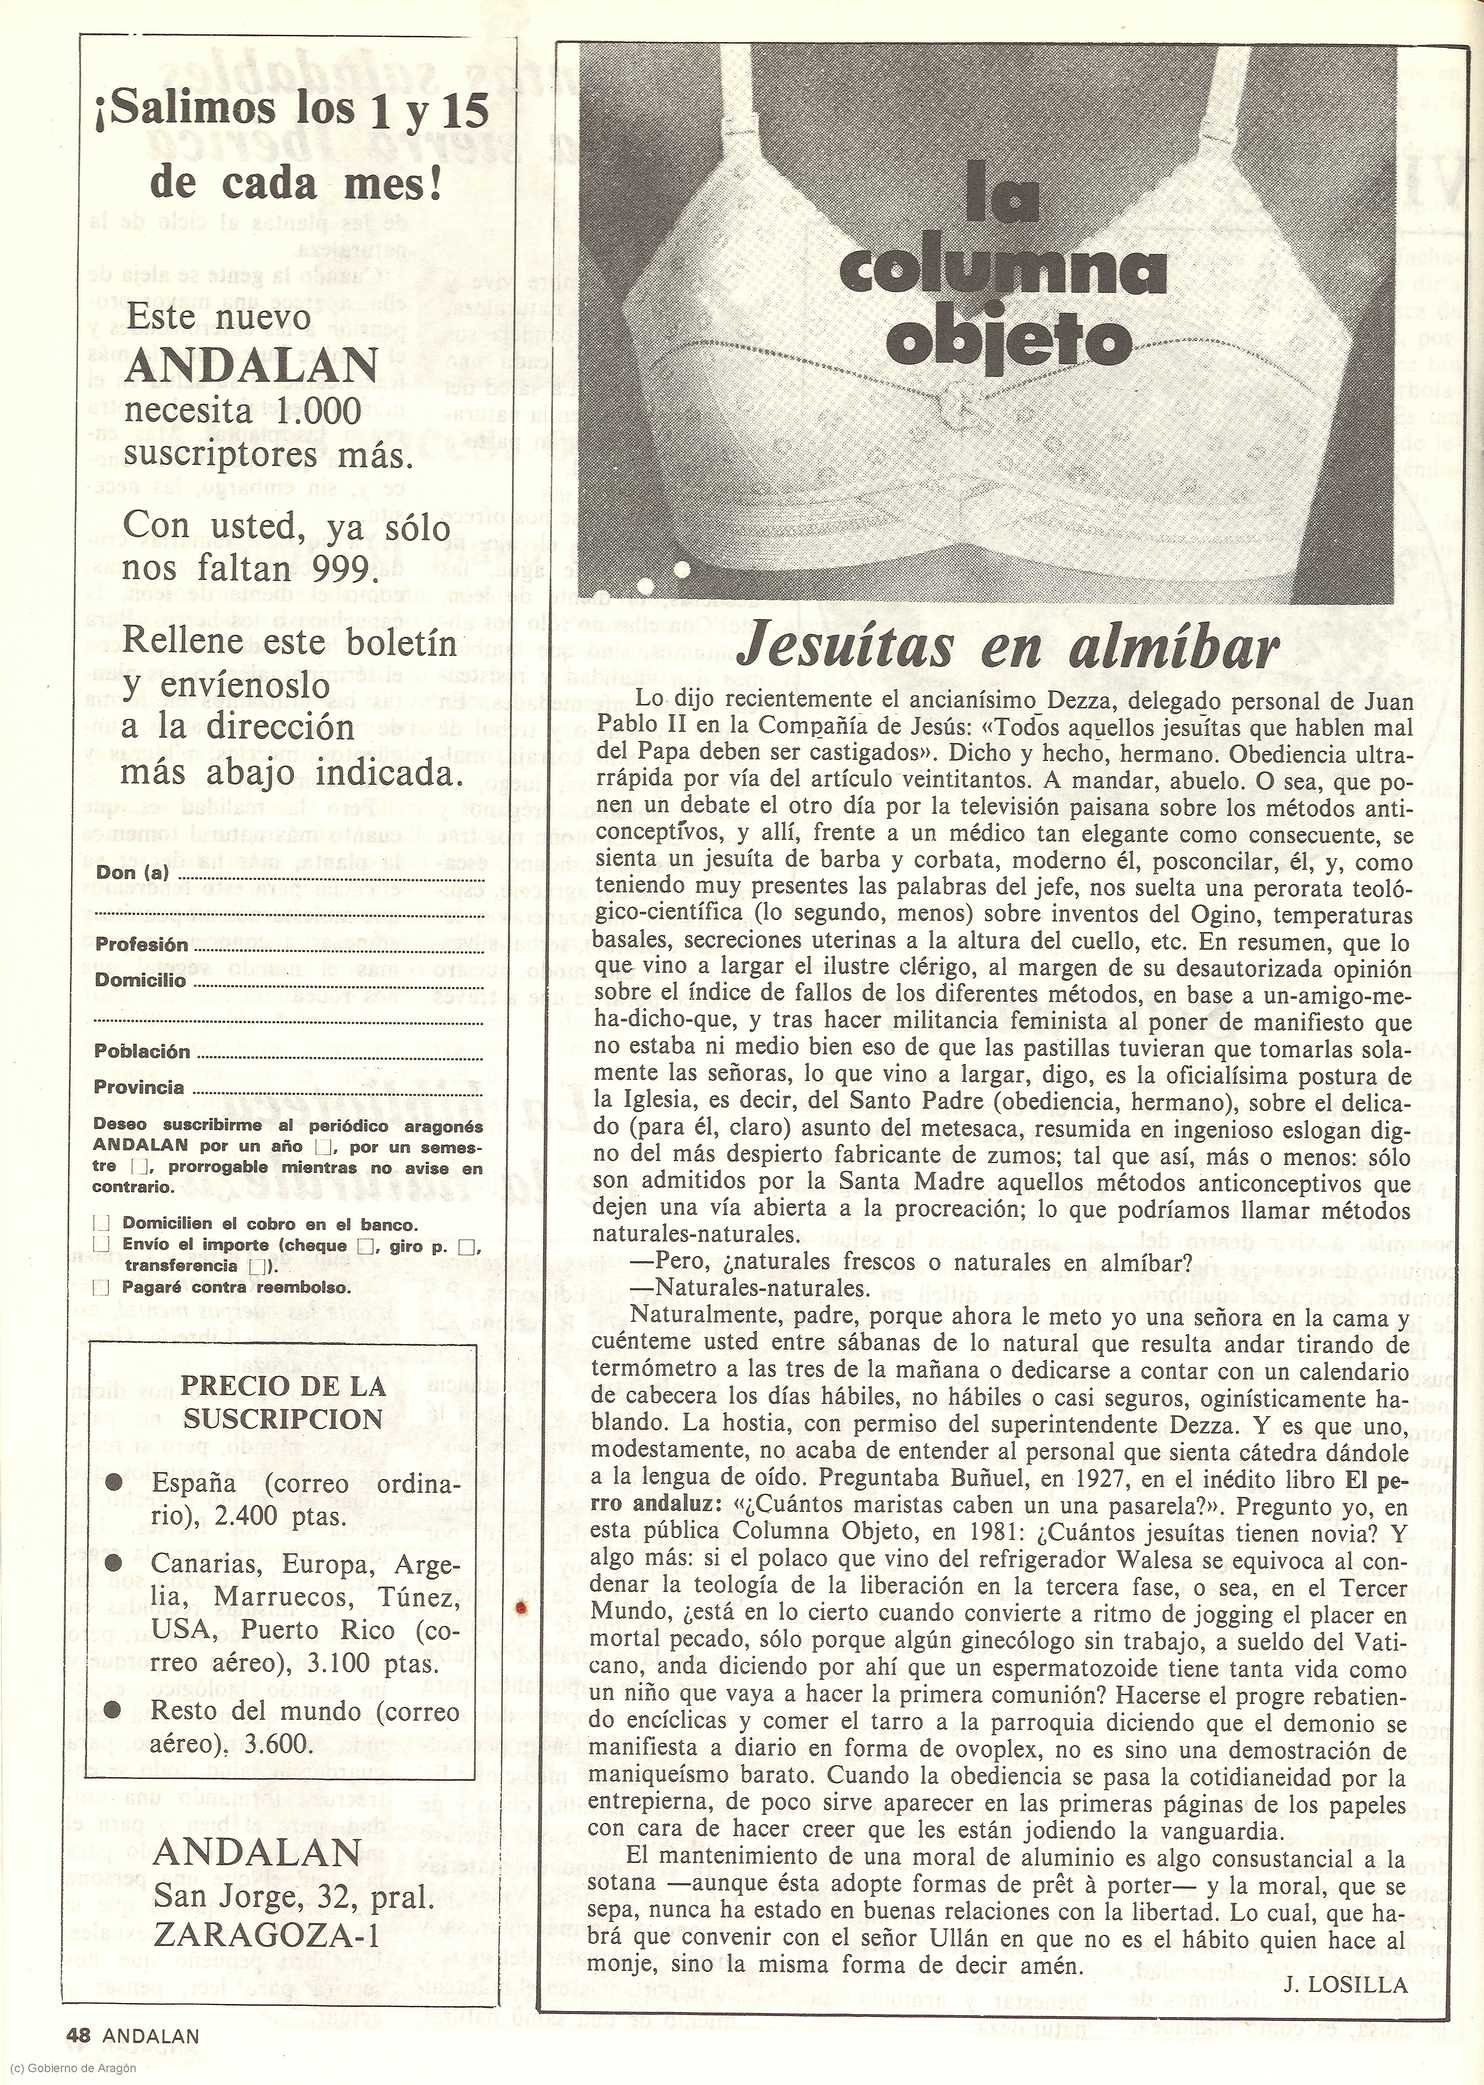 ¡Salimos los 1 y 15
de cada mes!
Este nuevo
ANDALAN
necesita 1.000
suscriptores más.
Con usted, ya sólo
nos faltan 999.
Rellene este boletín
y envíenoslo
a la dirección
más abajo indicada.
Don (a)
Profesión
Domicilio
Población
Provincia
Deseo suscribirme al periódico aragonés
ANDALAN por un año □, por un semes-
tre □, prorrogable mientras no avise en
contrario.
□ Domicilien el cobro en el banco.
□ Envío el importe (cheque □, giro p. □,
transferencia □).
□ Pagaré contra reembolso.
PRECIO DE LA
SUSCRIPCION
● España (correo ordina-
rio), 2.400 ptas.
● Canarias, Europa, Arge-
lia, Marruecos, Túnez,
USA, Puerto Rico (co-
rreo aéreo), 3.100 ptas.
● Resto del mundo (correo
aéreo), 3.600.
ANDALAN
San Jorge, 32, pral.
ZARAGOZA-1
la
columna
objeto
Jesuítas en almíbar
Lo dijo recientemente el ancianísimo Dezza, delegado personal de Juan
Pablo II en la Compañía de Jesús: «Todos aquellos jesuítas que hablen mal
del Papa deben ser castigados». Dicho y hecho, hermano. Obediencia ultra-
rrápida por vía del artículo veintitantos. A mandar, abuelo. O sea, que po-
nen un debate el otro día por la televisión paisana sobre los métodos anti-
conceptívos, y allí, frente a un médico tan elegante como consecuente, se
sienta un jesuíta de barba y corbata, moderno él, posconcilar, él, y, como
teniendo muy presentes las palabras del jefe, nos suelta una perorata teoló-
gico-científica (lo segundo, menos) sobre inventos del Ogino, temperaturas
basales, secreciones uterinas a la altura del cuello, etc. En resumen, que lo
que vino a largar el ilustre clérigo, al margen de su desautorizada opinión
sobre el índice de fallos de los diferentes métodos, en base a un-amigo-me-
ha-dicho-que, y tras hacer militancia feminista al poner de manifiesto que
no estaba ni medio bien eso de que las pastillas tuvieran que tomarlas sola-
mente las señoras, lo que vino a largar, digo, es la oficialísima postura de
la Iglesia, es decir, del Santo Padre (obediencia, hermano), sobre el delica-
do (para él, claro) asunto del metesaca, resumida en ingenioso eslogan dig-
no del más despierto fabricante de zumos; tal que así, más o menos: sólo
son admitidos por la Santa Madre aquellos métodos anticonceptivos que
dejen una vía abierta a la procreación; lo que podríamos llamar métodos
naturales-naturales.
—Pero, ¿naturales frescos o naturales en almíbar?
—Naturales-naturales.
Naturalmente, padre, porque ahora le meto yo una señora en la cama y
cuénteme usted entre sábanas de lo natural que resulta andar tirando de
termómetro a las tres de la mañana o dedicarse a contar con un calendario
de cabecera los días hábiles, no hábiles o casi seguros, oginísticamente ha-
blando. La hostia, con permiso del superintendente Dezza. Y es que uno,
modestamente, no acaba de entender al personal que sienta cátedra dándole
a la lengua de oído. Preguntaba Buñuel, en 1927, en el inédito libro El pe-
rro andaluz: «¿Cuántos maristas caben un una pasarela?». Pregunto yo, en
esta pública Columna Objeto, en 1981: ¿Cuántos jesuítas tienen novia? Y
algo más: si el polaco que vino del refrigerador Walesa se equivoca al con-
denar la teología de la liberación en la tercera fase, o sea, en el Tercer
Mundo, ¿está en lo cierto cuando convierte a ritmo de jogging el placer en
mortal pecado, sólo porque algún ginecólogo sin trabajo, a sueldo del Vati-
cano, anda diciendo por ahí que un espermatozoide tiene tanta vida como
un niño que vaya a hacer la primera comunión? Hacerse el progre rebatien-
do encíclicas y comer el tarro a la parroquia diciendo que el demonio se
manifiesta a diario en forma de ovoplex, no es sino una demostración de
maniqueísmo barato. Cuando la obediencia se pasa la cotidianeidad por la
entrepierna, de poco sirve aparecer en las primeras páginas de los papeles
con cara de hacer creer que les están jodiendo la vanguardia.
El mantenimiento de una moral de aluminio es algo consustancial a la
sotana —aunque ésta adopte formas de prêt à porter— y la moral, que se
sepa, nunca ha estado en buenas relaciones con la libertad. Lo cual, que ha-
brá que convenir con el señor Ullán en que no es el hábito quien hace al
monje, sino la misma forma de decir amén.
J. LOSILLA
48 ANDALAN
(c) Gobierno de Aragón